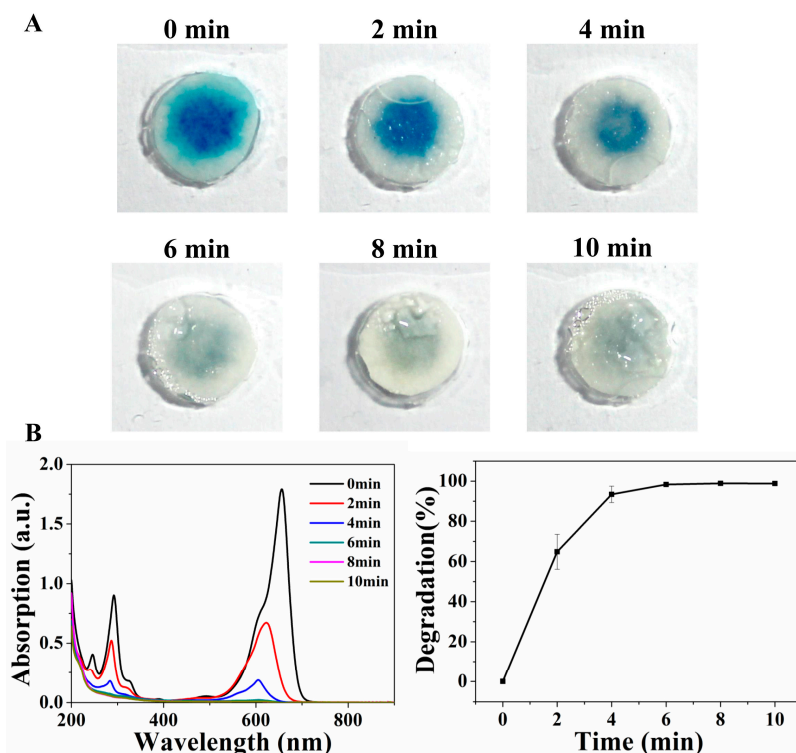 A
0 min
2 min
4 min
6 min
8 min
10 min
B
2.0
1.5
1.0
0.5
0.0
200
400
600
800
Absorption (a.u.)
Wavelength (nm)
0min
2min
4min
6min
8min
10min
100
80
60
40
20
0
0
2
4
6
8
10
Degradation(%)
Time (min)